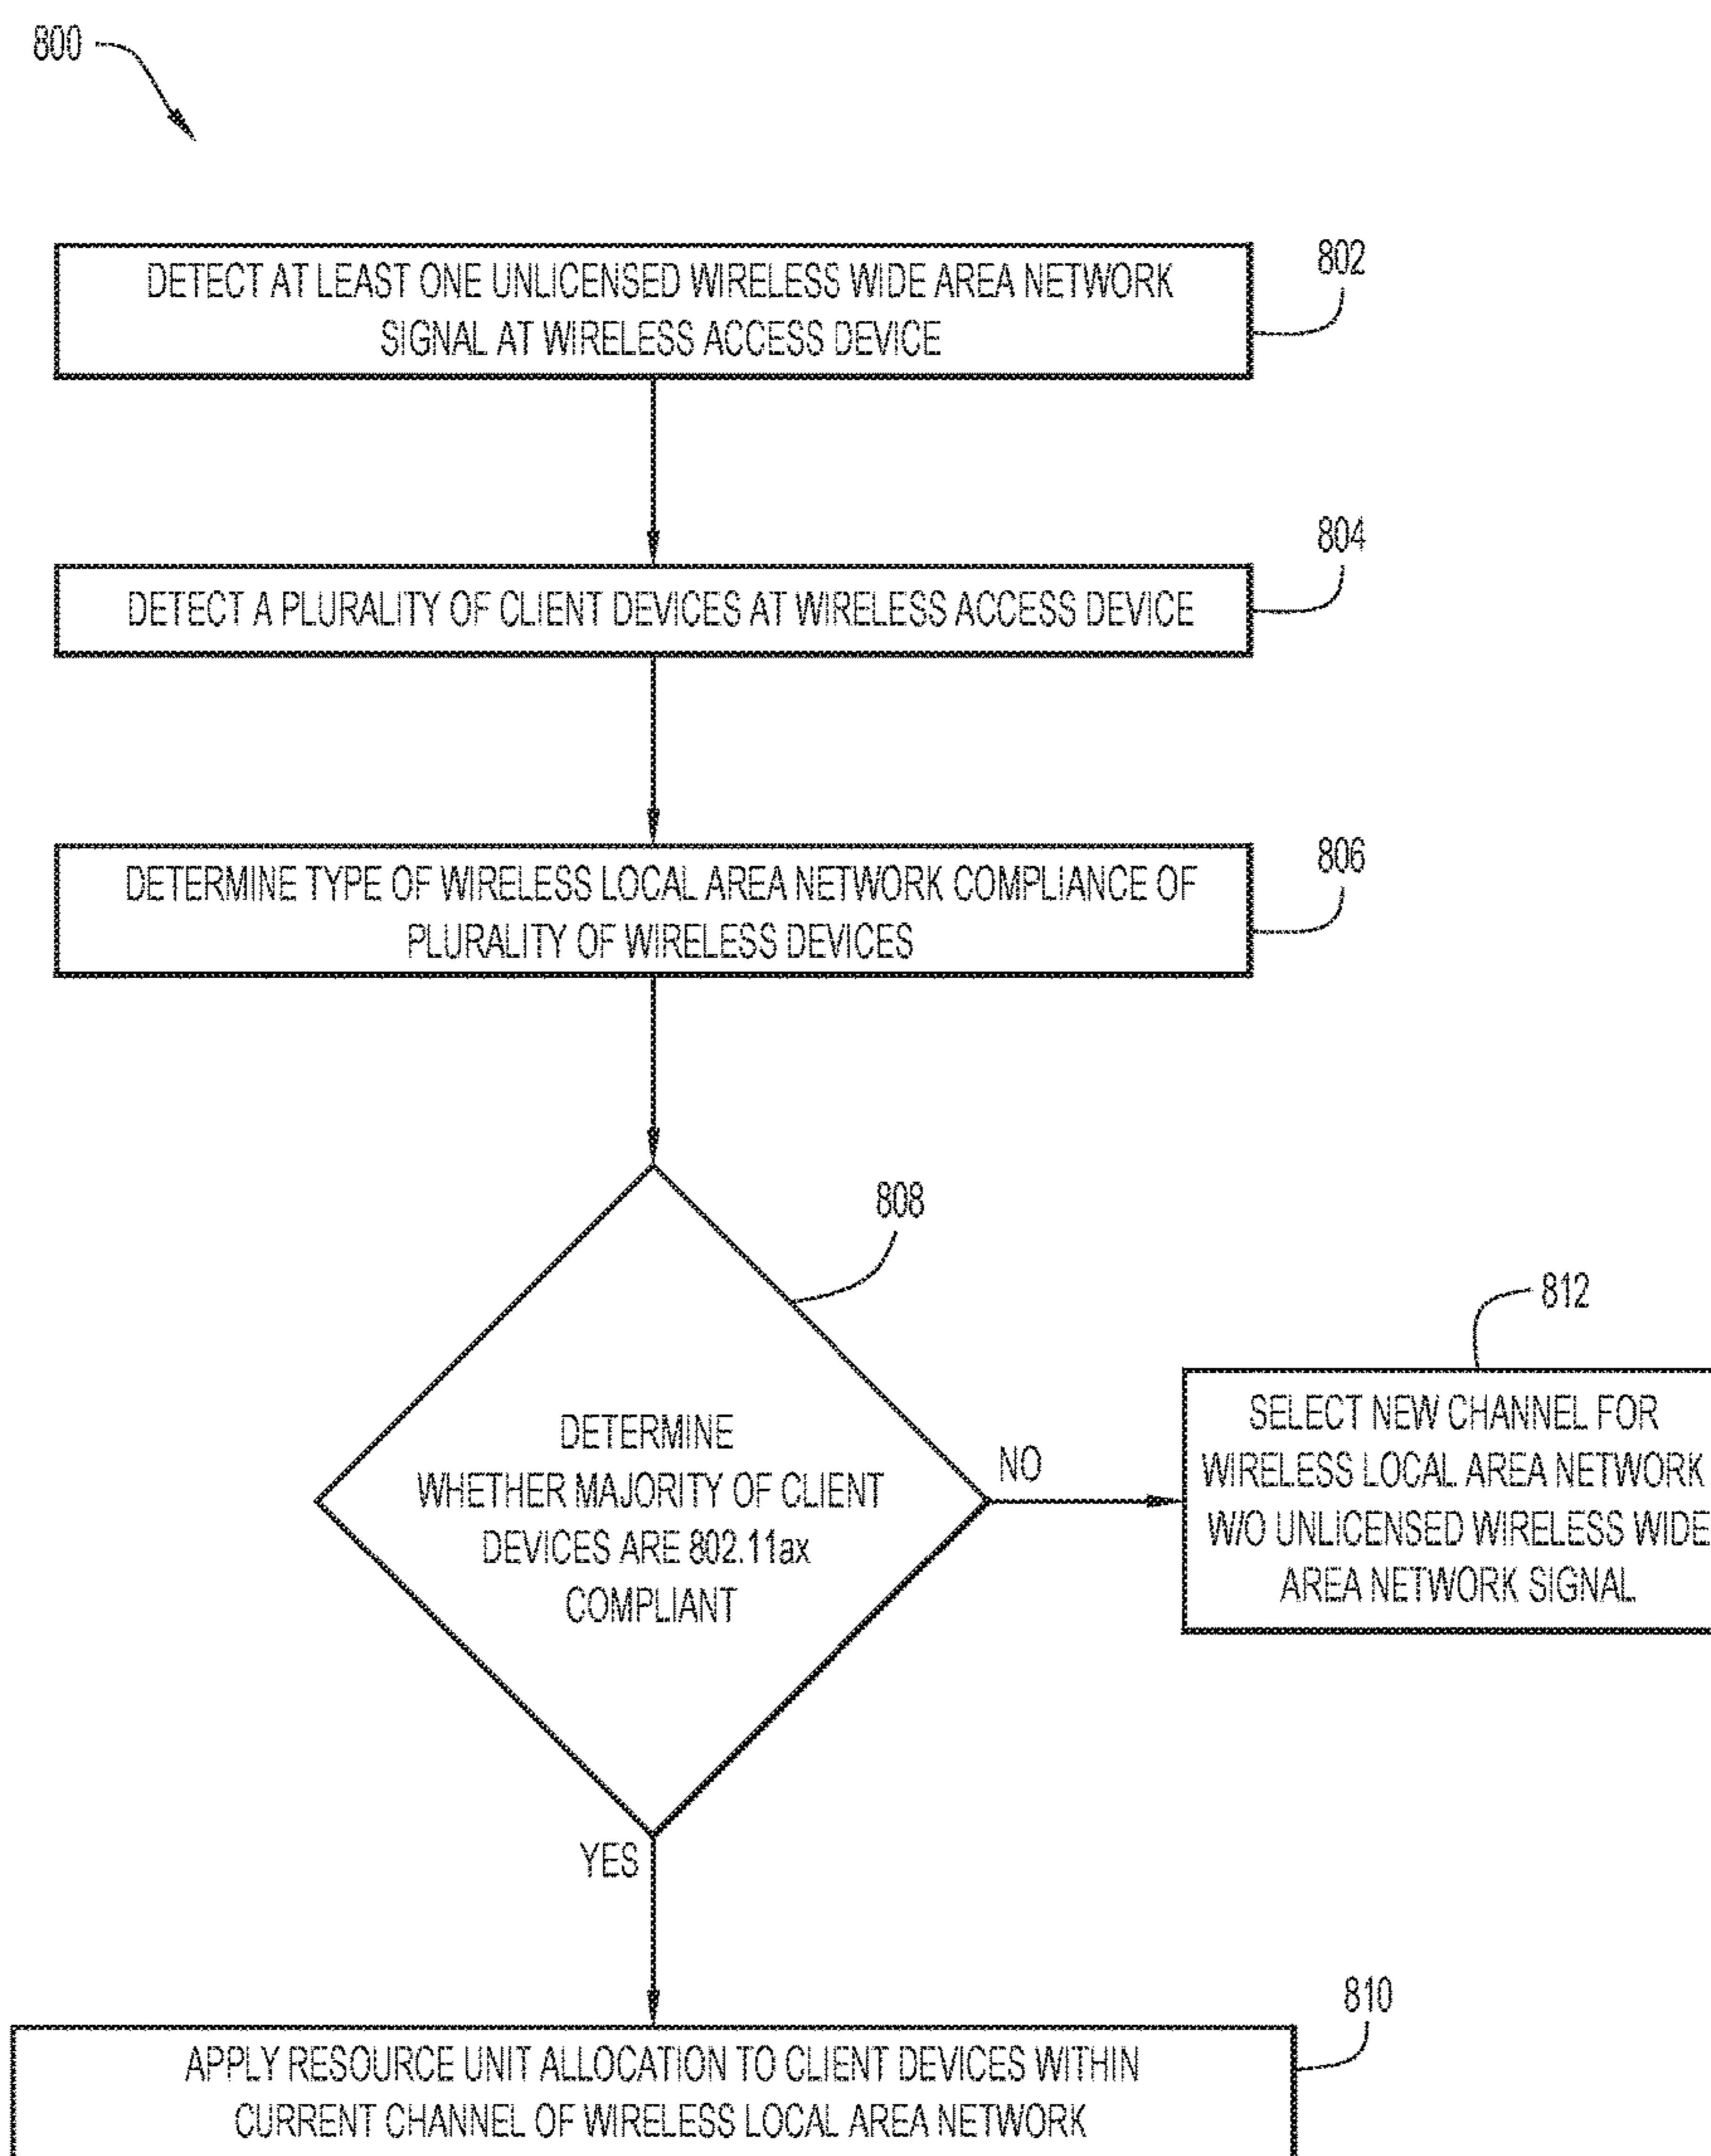 800
DETECT AT LEAST ONE UNLICENSED WIRELESS WIDE AREA NETWORK
SIGNAL AT WIRELESS ACCESS DEVICE
802
DETECT A PLURALITY OF CLIENT DEVICES AT WIRELESS ACCESS DEVICE
804
DETERMINE TYPE OF WIRELESS LOCAL AREA NETWORK COMPLIANCE OF
PLURALITY OF WIRELESS DEVICES
806
DETERMINE
WHETHER MAJORITY OF CLIENT
DEVICES ARE 802.11ax
COMPLIANT
808
NO
812
SELECT NEW CHANNEL FOR
WIRELESS LOCAL AREA NETWORK
W/O UNLICENSED WIRELESS WIDE
AREA NETWORK SIGNAL
YES
810
APPLY RESOURCE UNIT ALLOCATION TO CLIENT DEVICES WITHIN
CURRENT CHANNEL OF WIRELESS LOCAL AREA NETWORK